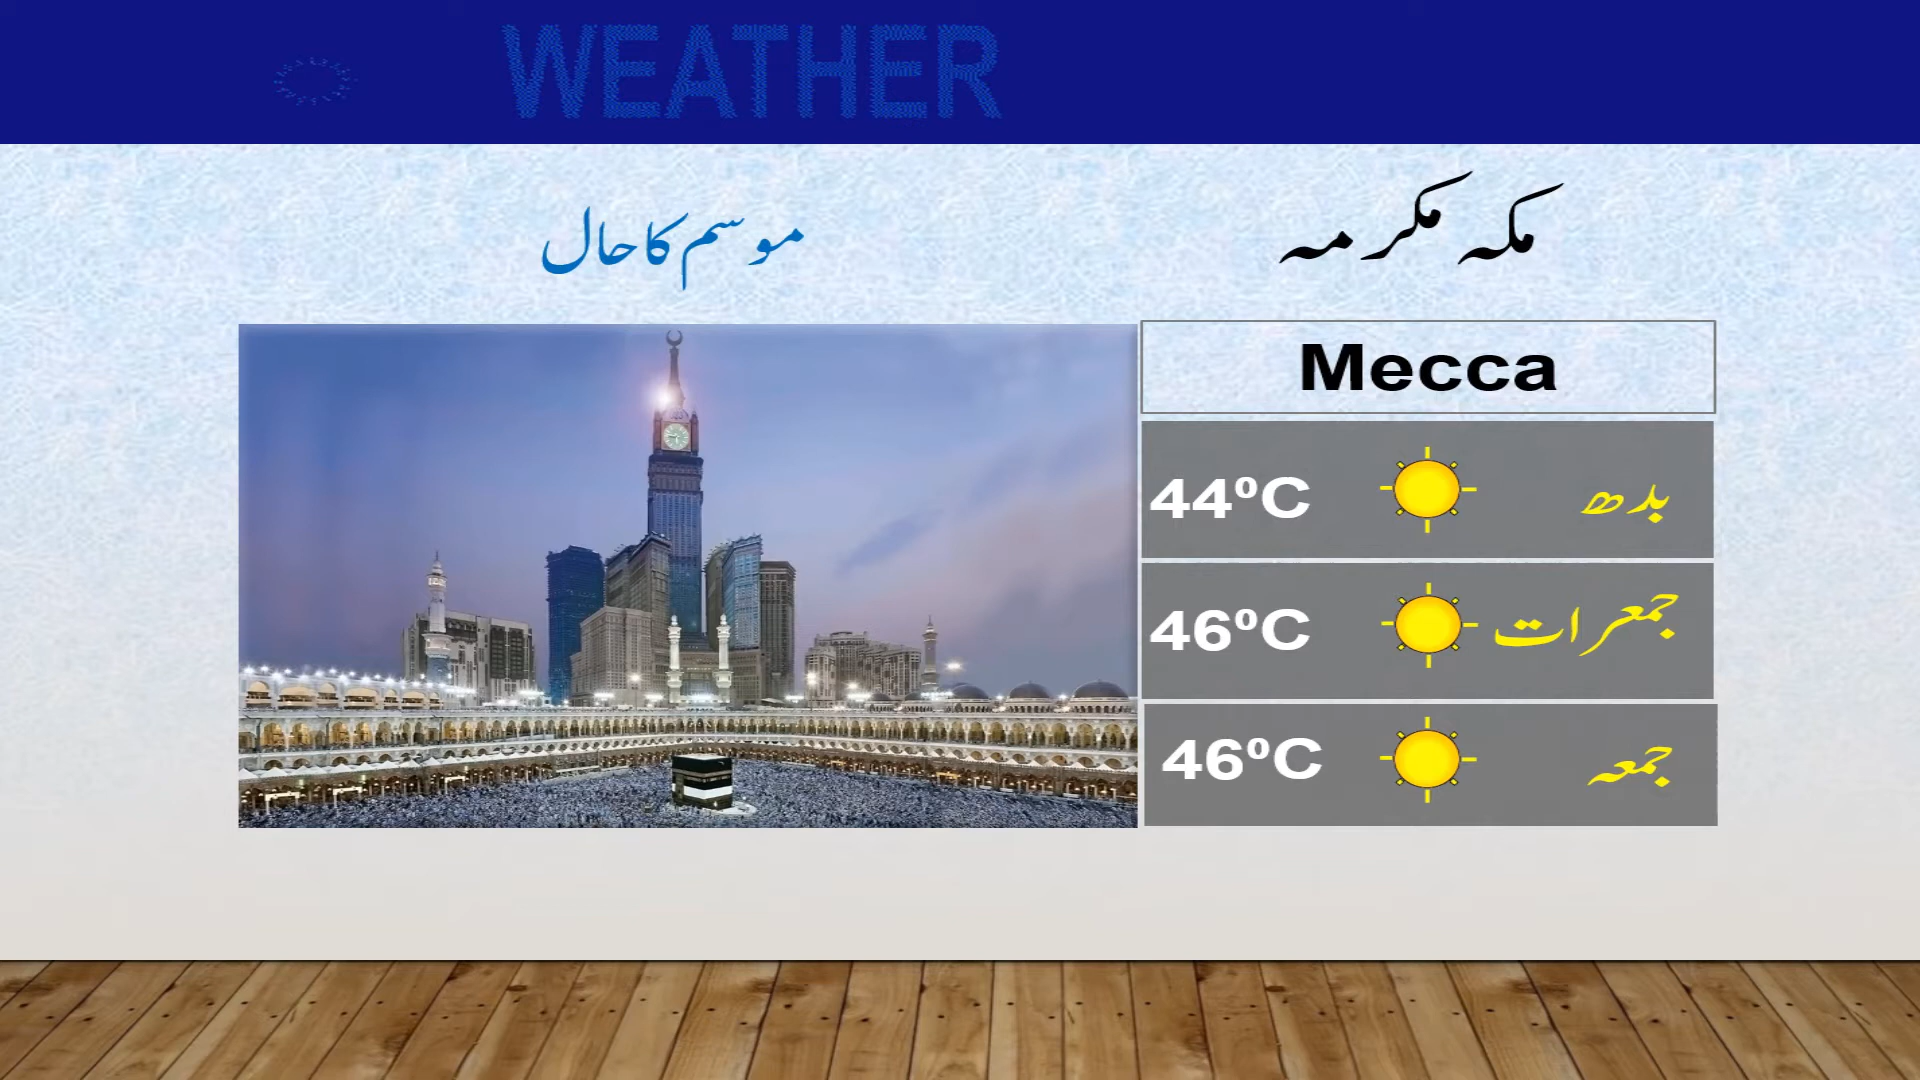 WEATHER
مکہ مکرمہ
موسم کا حال
Mecca
بدھ 44ºC
جمعرات 46ºC
جمعہ 46ºC